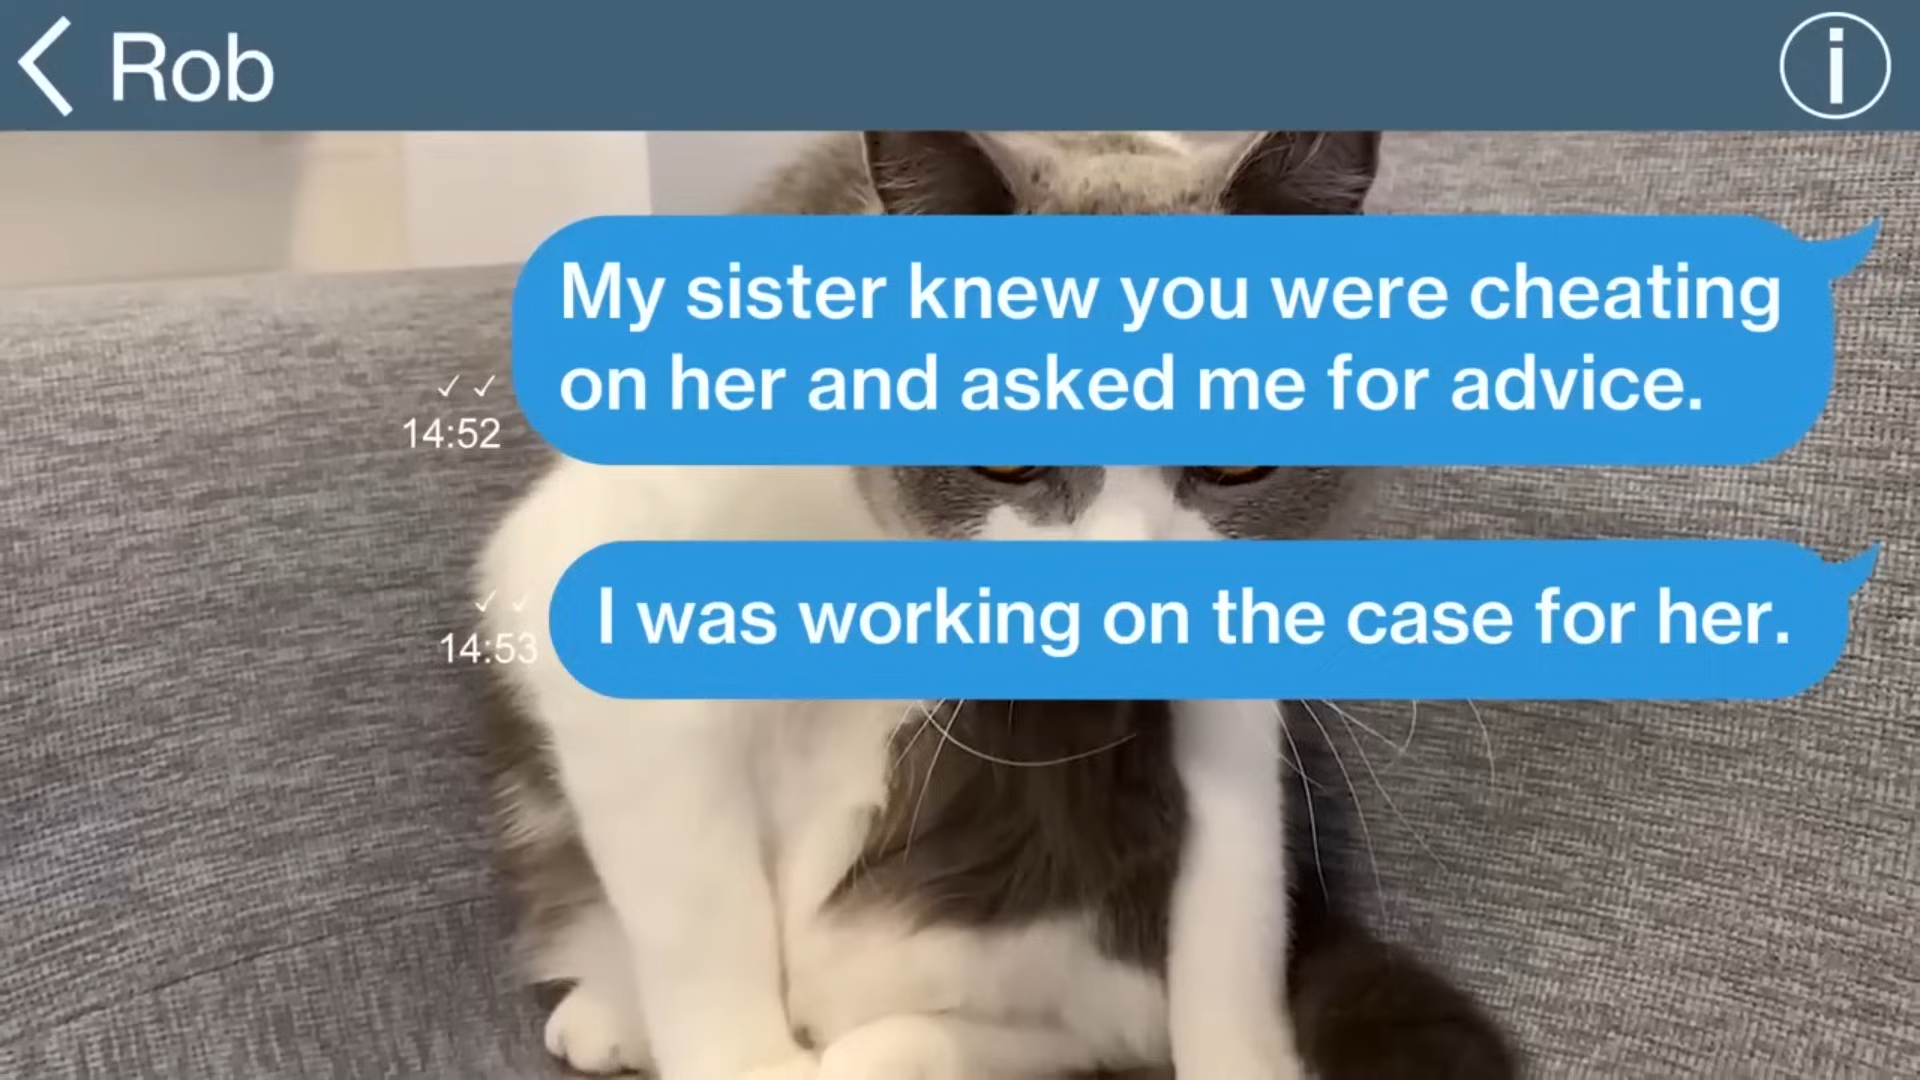 Rob
My sister knew you were cheating
on her and asked me for advice.
14:52
I was working on the case for her.
14:53